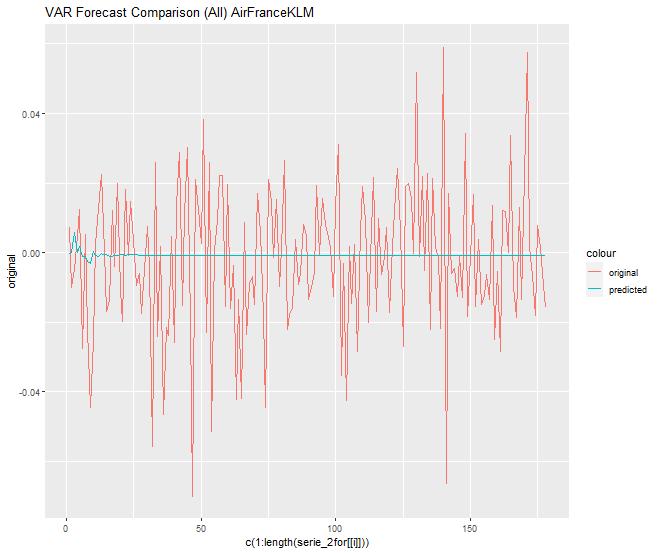 VAR Forecast Comparison (All) AirFranceKLM
original
0.04
0.00
-0.04
0
50
100
150
c(1:length(serie_2for[[i]]))
colour
original
predicted